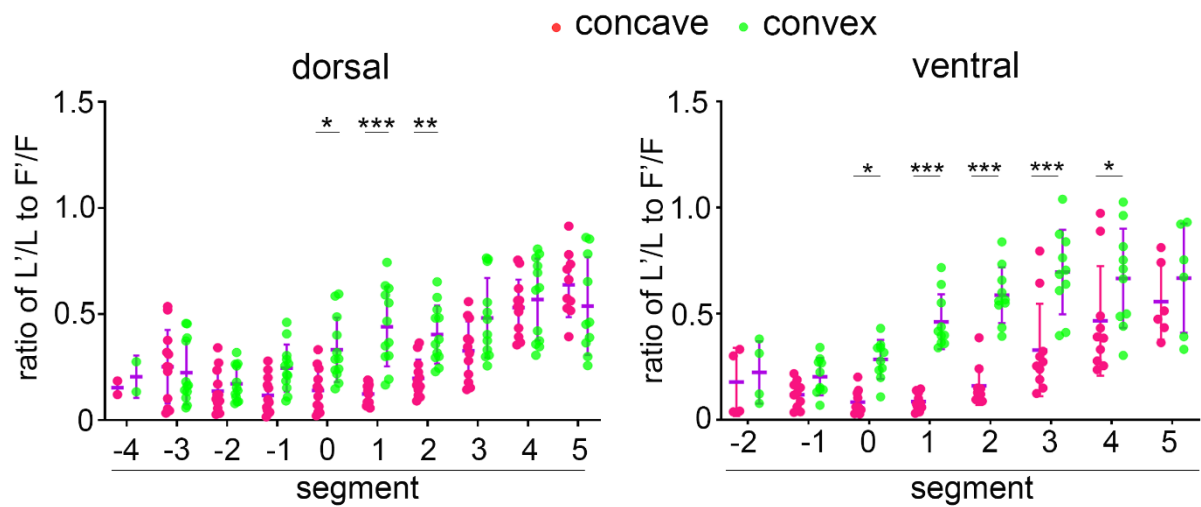 concave convex
dorsal
ratio of L'/L to F'/F
1.5
1.0
0.5
0
* *** **
-4 -3 -2 -1 0 1 2 3 4 5
segment
ventral
ratio of L'/L to F'/F
1.5
1.0
0.5
0
* *** *** *** *
-2 -1 0 1 2 3 4 5
segment